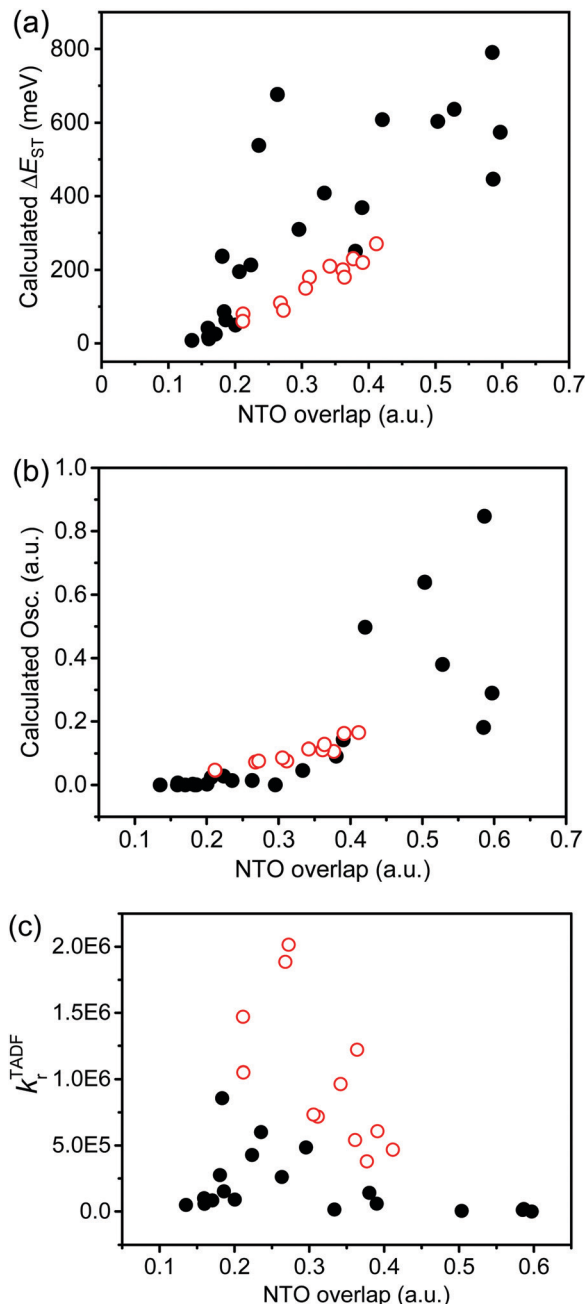 (a)
800
600
400
200
0
Calculated ΔE_ST (meV)
0 0.1 0.2 0.3 0.4 0.5 0.6 0.7
NTO overlap (a.u.)
(b)
1.0
0.8
0.6
0.4
0.2
0.0
Calculated Osc. (a.u.)
0.1 0.2 0.3 0.4 0.5 0.6 0.7
NTO overlap (a.u.)
(c)
2.0E6
1.5E6
1.0E6
5.0E5
0.0
k_r^TADF
0.1 0.2 0.3 0.4 0.5 0.6
NTO overlap (a.u.)